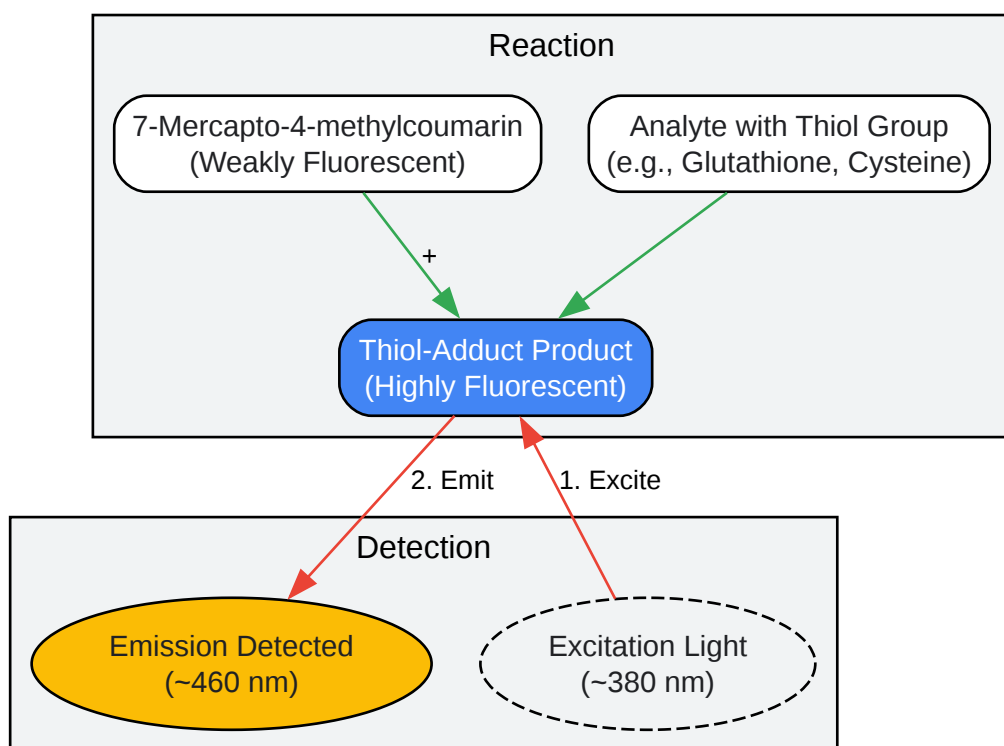 Reaction
7-Mercapto-4-methylcoumarin
(Weakly Fluorescent)
Analyte with Thiol Group
(e.g., Glutathione, Cysteine)
+
Thiol-Adduct Product
(Highly Fluorescent)
2. Emit
1. Excite
Detection
Emission Detected
(~460 nm)
Excitation Light
(~380 nm)